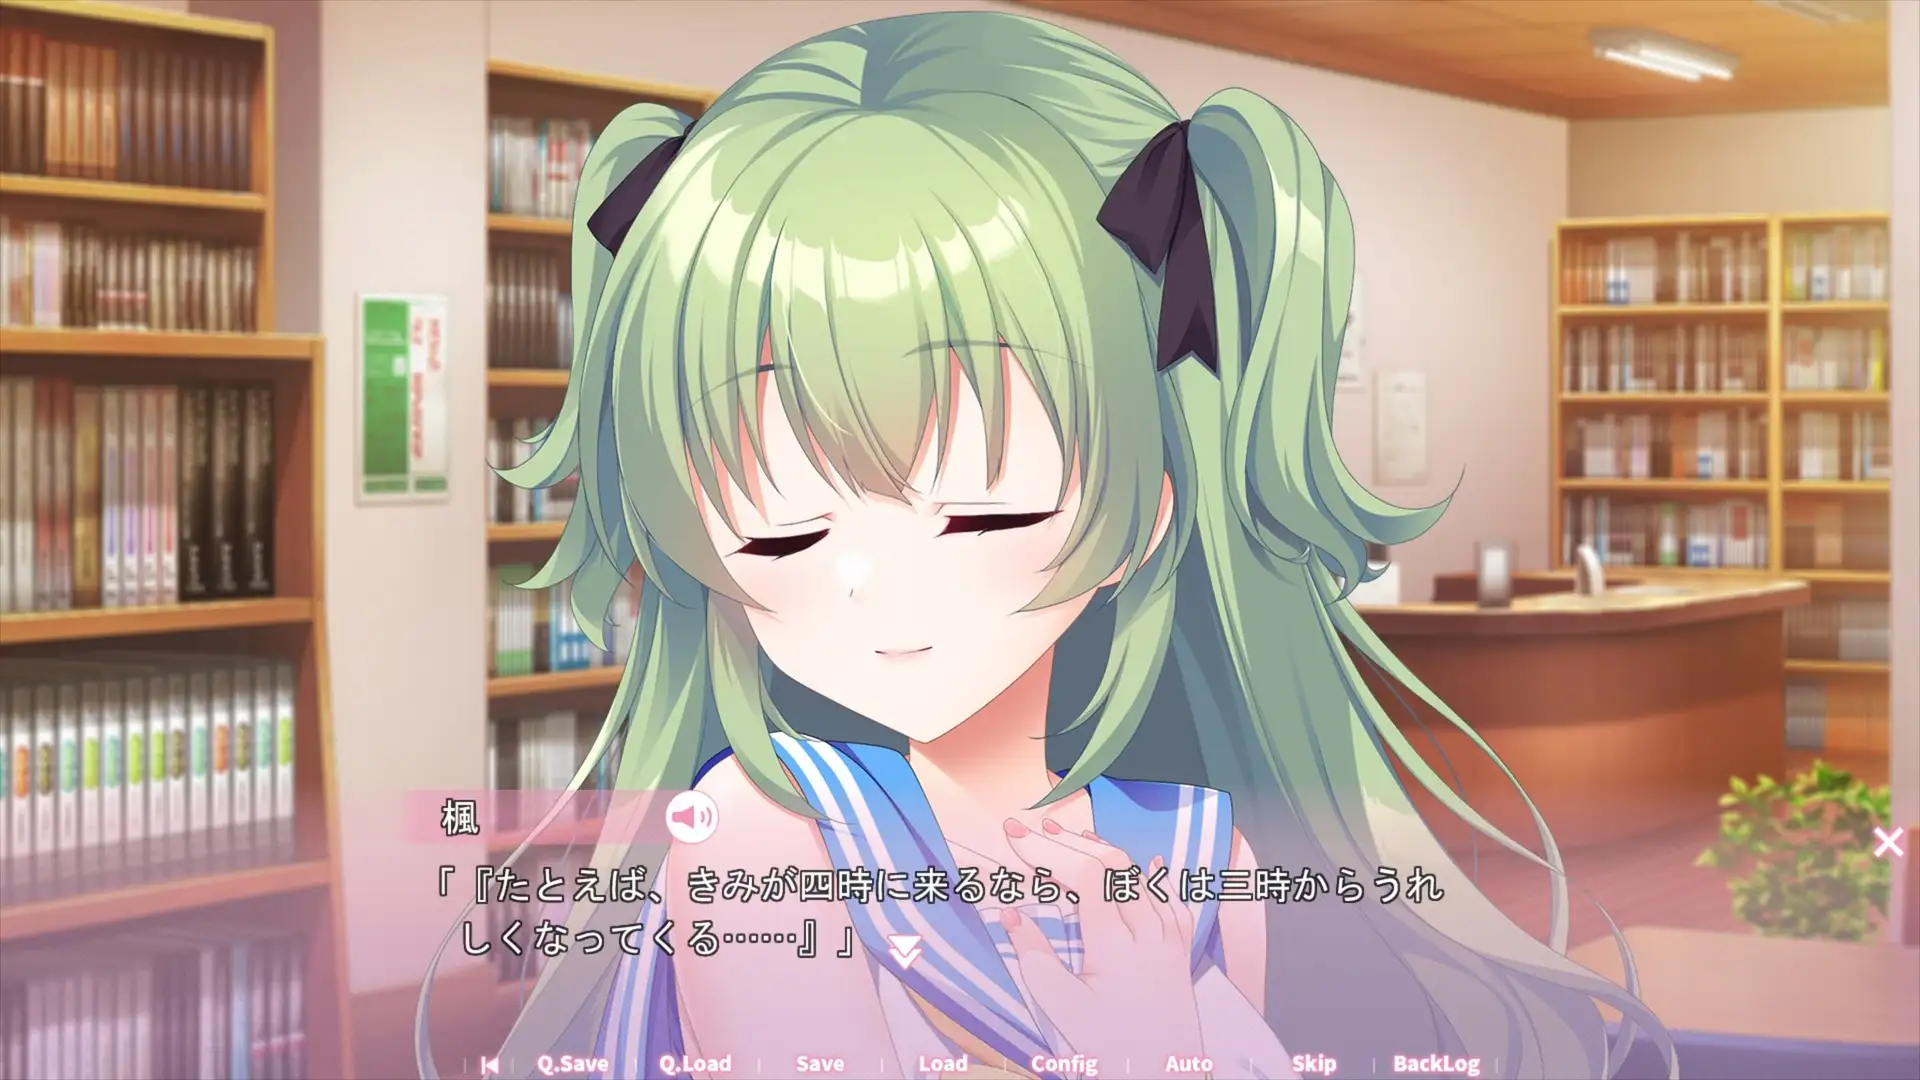 楓
「『たとえば、きみが四時に来るなら、ぼくは三時からうれ
しくなってくる……』」
Q.Save
Q.Load
Save
Load
Config
Auto
Skip
BackLog